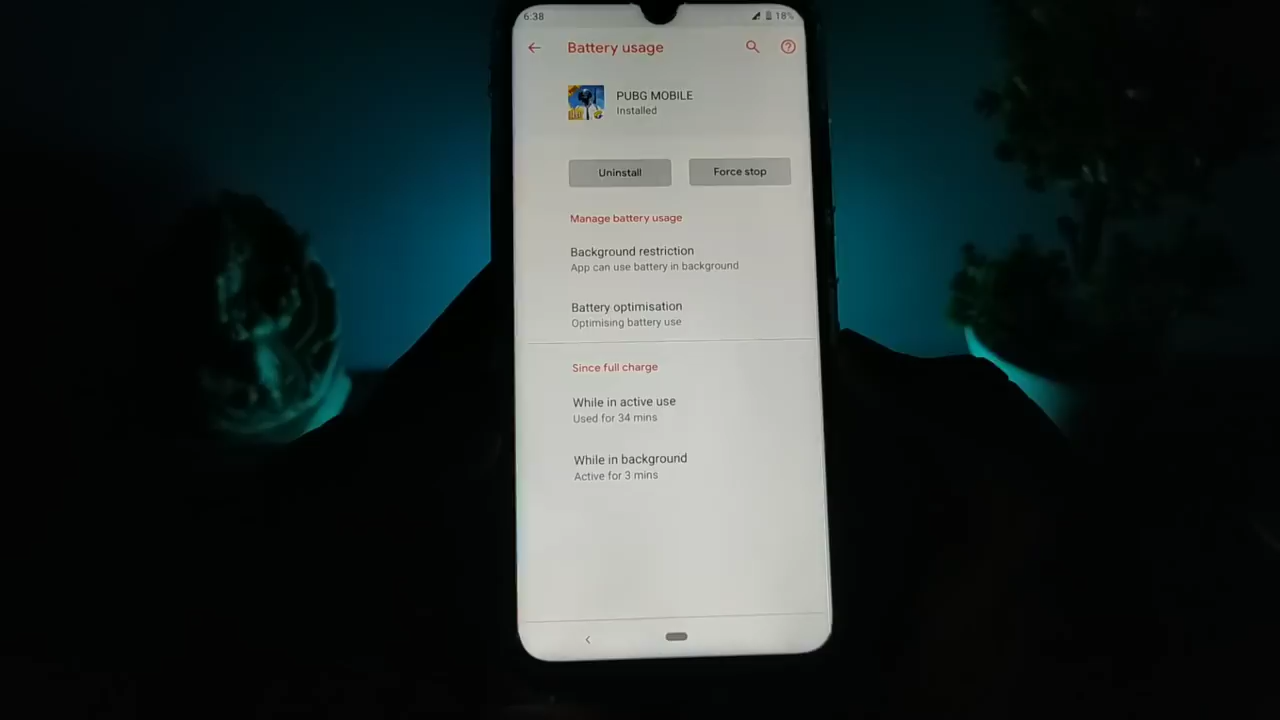 6:38
18%
Battery usage
PUBG MOBILE
Installed
Uninstall
Force stop
Manage battery usage
Background restriction
App can use battery in background
Battery optimisation
Optimising battery use
Since full charge
While in active use
Used for 34 mins
While in background
Active for 3 mins